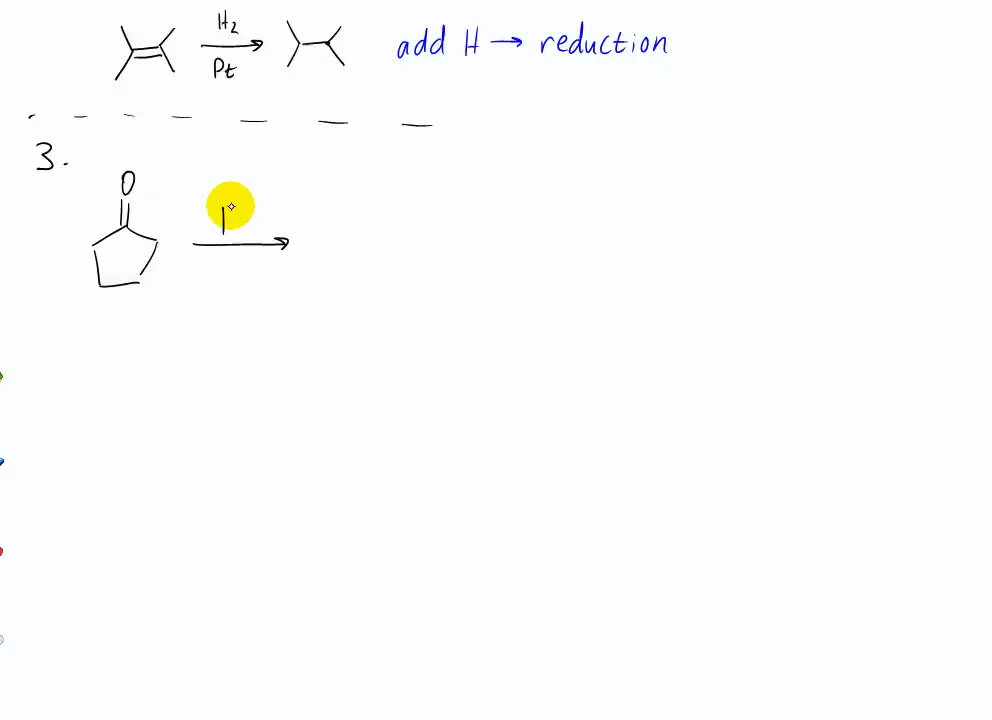 H2
Pt
add H → reduction
3.
O